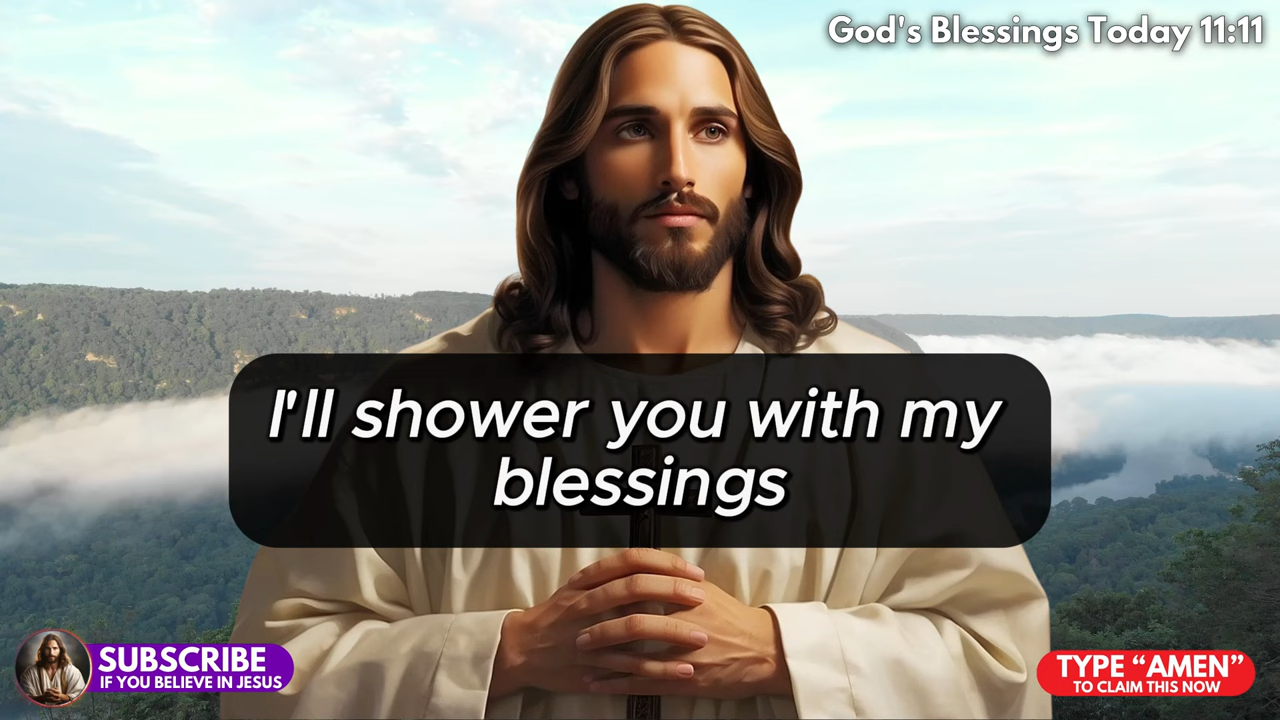 God's Blessings Today 11:11
I'll shower you with my
blessings
SUBSCRIBE
IF YOU BELIEVE IN JESUS
TYPE “AMEN”
TO CLAIM THIS NOW